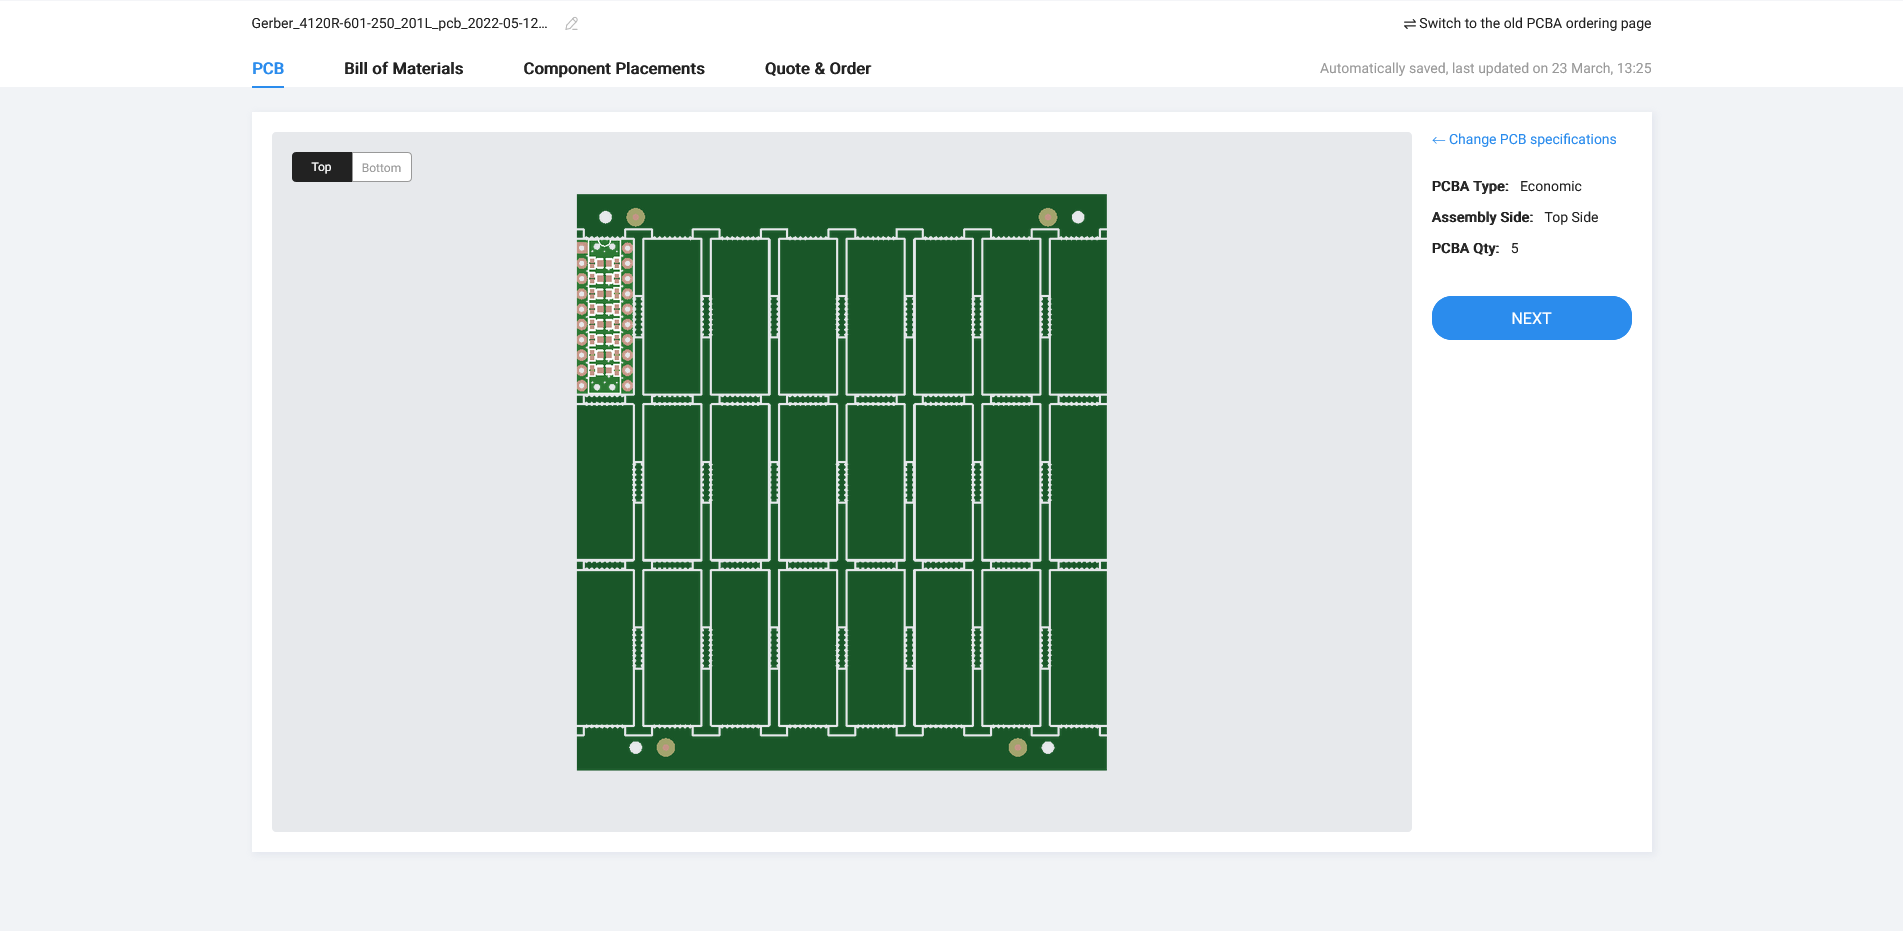 Gerber_4120R-601-250_201L_pcb_2022-05-12...
⇌ Switch to the old PCBA ordering page
PCB
Bill of Materials
Component Placements
Quote & Order
Automatically saved, last updated on 23 March, 13:25
Top
Bottom
← Change PCB specifications
PCBA Type: Economic
Assembly Side: Top Side
PCBA Qty: 5
NEXT